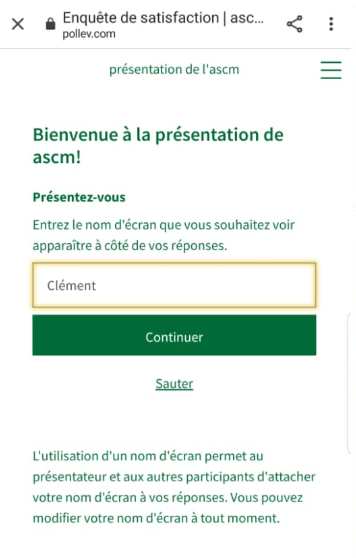 Enquête de satisfaction | asc...
pollev.com
présentation de l'ascm
Bienvenue à la présentation de
ascm!
Présentez-vous
Entrez le nom d'écran que vous souhaitez voir
apparaître à côté de vos réponses.
Clément
Continuer
Sauter
L'utilisation d'un nom d'écran permet au
présentateur et aux autres participants d'attacher
votre nom d'écran à vos réponses. Vous pouvez
modifier votre nom d'écran à tout moment.